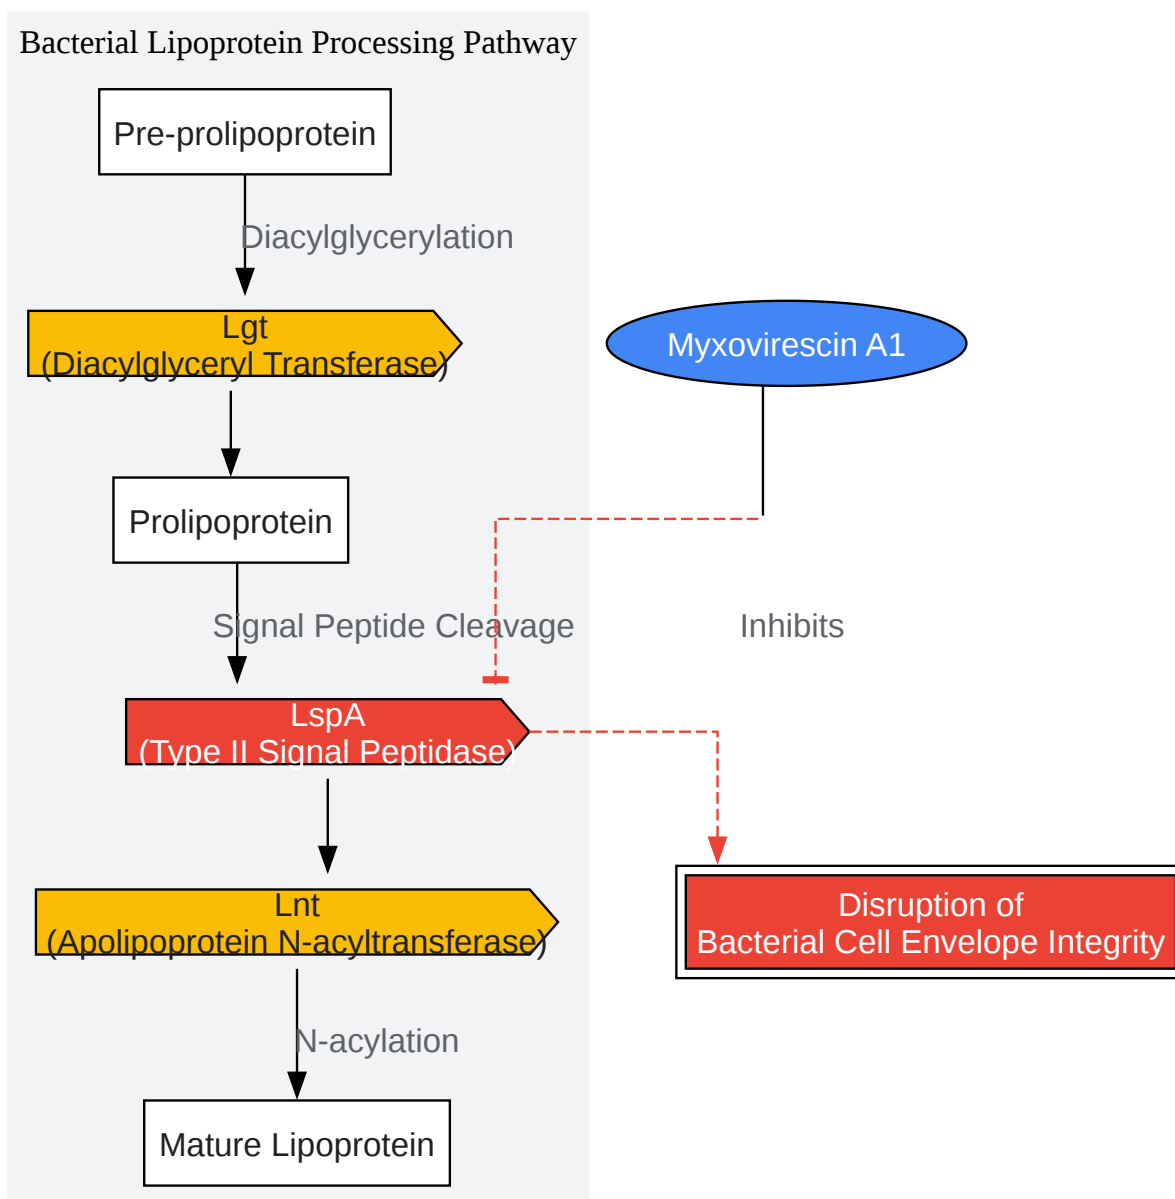 Bacterial Lipoprotein Processing Pathway
Pre-prolipoprotein
Diacylglycerylation
Lgt
(Diacylglyceryl Transferase)
Myxovirescin A1
Prolipoprotein
Signal Peptide Cleavage
Inhibits
LspA
(Type II Signal Peptidase)
Lnt
(Apolipoprotein N-acyltransferase)
Disruption of
Bacterial Cell Envelope Integrity
N-acylation
Mature Lipoprotein